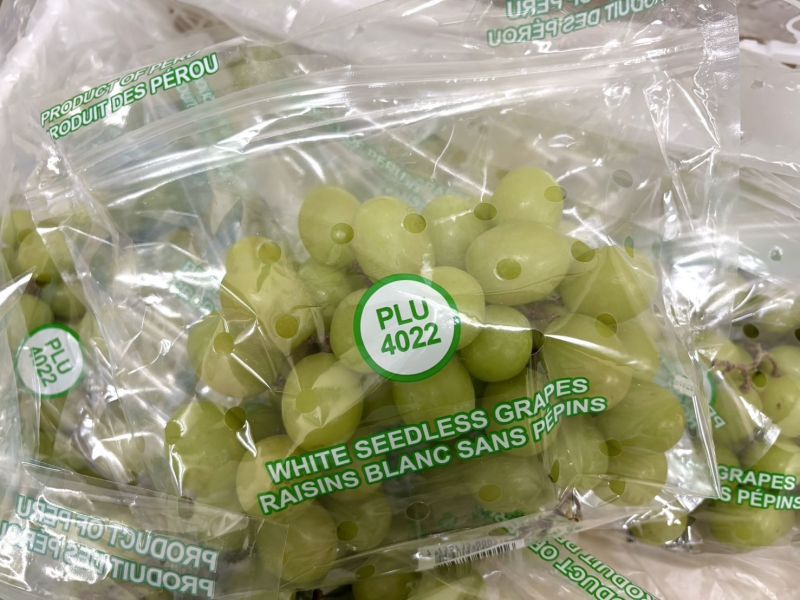 PRODUCT OF PERU
PRODUIT DES PÉROU
PRODUCT OF PERU
PRODUIT DES PÉROU
PLU
4022
PLU
4022
WHITE SEEDLESS GRAPES
RAISINS BLANC SANS PÉPINS
GRAPES
S PÉPINS
PRODUCT OF PERU
PRODUIT DES PÉROU
PRODUIT